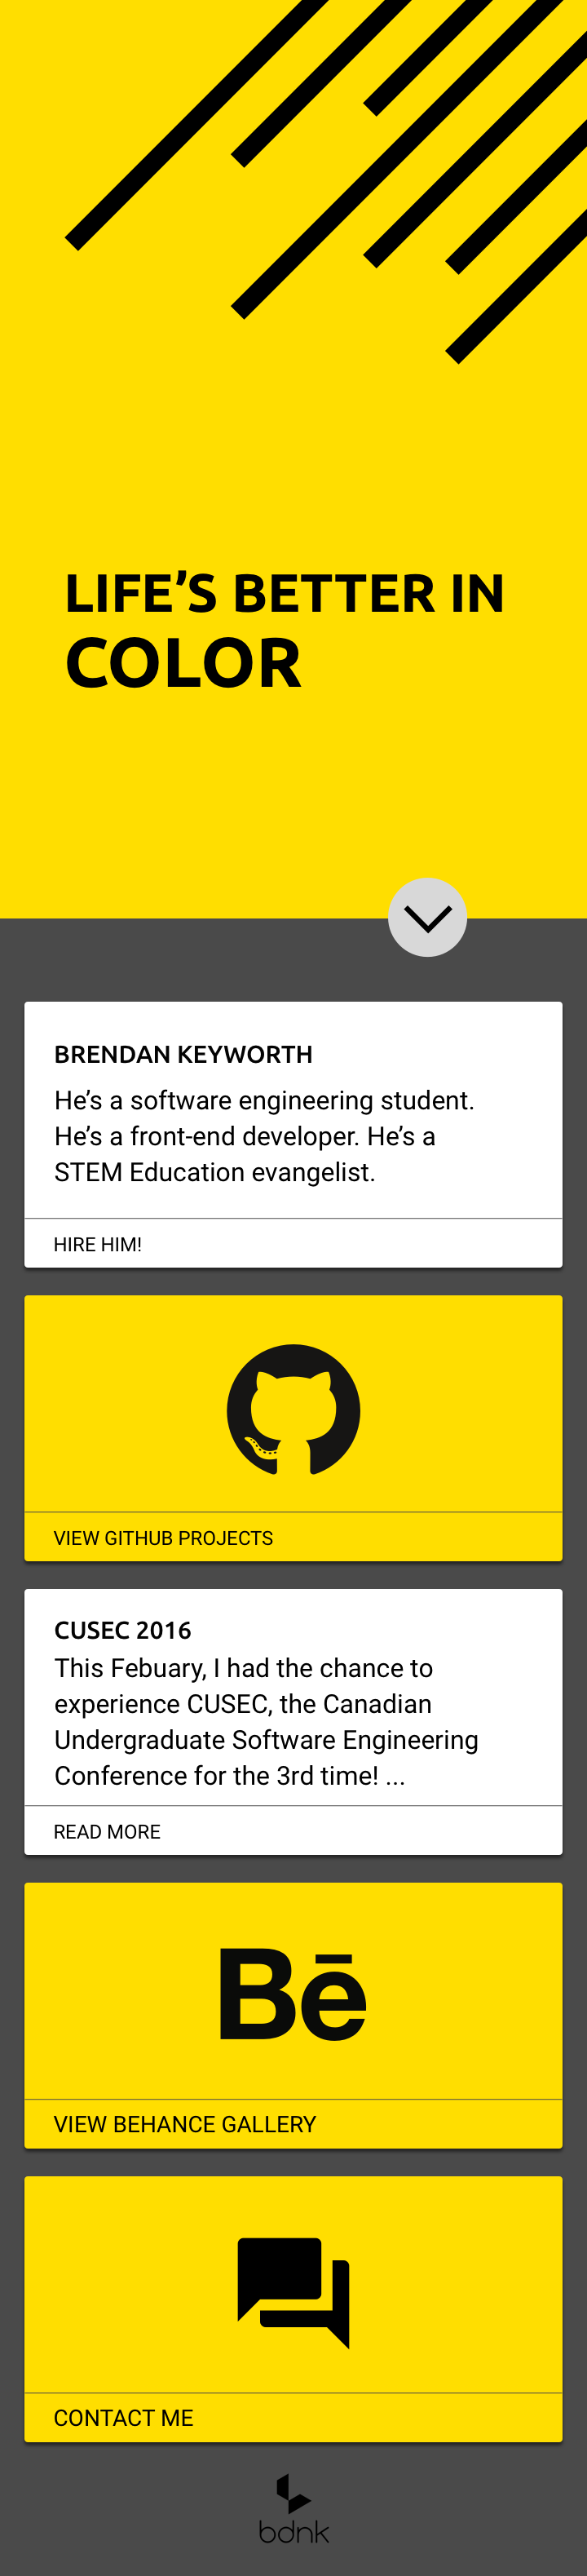 LIFE’S BETTER IN
COLOR
BRENDAN KEYWORTH
He’s a software engineering student.
He’s a front-end developer. He’s a
STEM Education evangelist.
HIRE HIM!
VIEW GITHUB PROJECTS
CUSEC 2016
This Febuary, I had the chance to
experience CUSEC, the Canadian
Undergraduate Software Engineering
Conference for the 3rd time! ...
READ MORE
Bē
VIEW BEHANCE GALLERY
CONTACT ME
bdnk